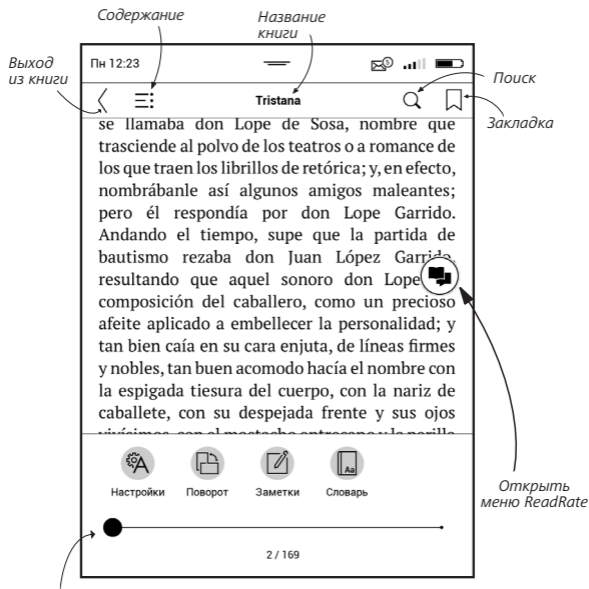 Содержание
Название
книги
Выход
из книги
Поиск
Закладка
Пн 12:23
5
Tristana
se llamaba don Lope de Sosa, nombre que
trasciende al polvo de los teatros o a romance de
los que traen los librillos de retórica; y, en efecto,
nombrábanle así algunos amigos maleantes;
pero él respondía por don Lope Garrido.
Andando el tiempo, supe que la partida de
bautismo rezaba don Juan López Garrido,
resultando que aquel sonoro don Lope
composición del caballero, como un precioso
afeite aplicado a embellecer la personalidad; y
tan bien caía en su cara enjuta, de líneas firmes
y nobles, tan buen acomodo hacía el nombre con
la espigada tiesura del cuerpo, con la nariz de
caballete, con su despejada frente y sus ojos
Открыть
меню ReadRate
A
Aa
Настройки Поворот Заметки Словарь
2 / 169